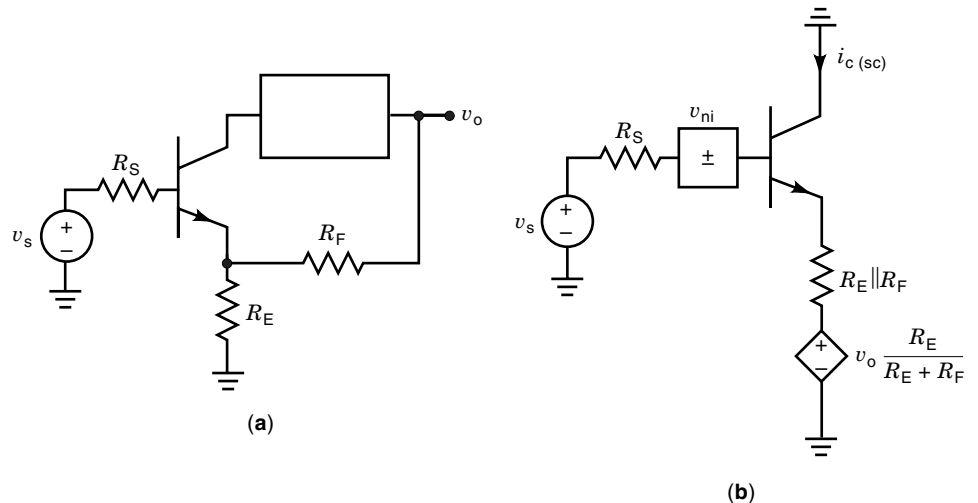 v_o
R_S
v_s
+
–
R_F
R_E
(a)
i_c (sc)
v_ni
R_S
±
v_s
+
–
R_E||R_F
+
–
v_o R_E / (R_E + R_F)
(b)